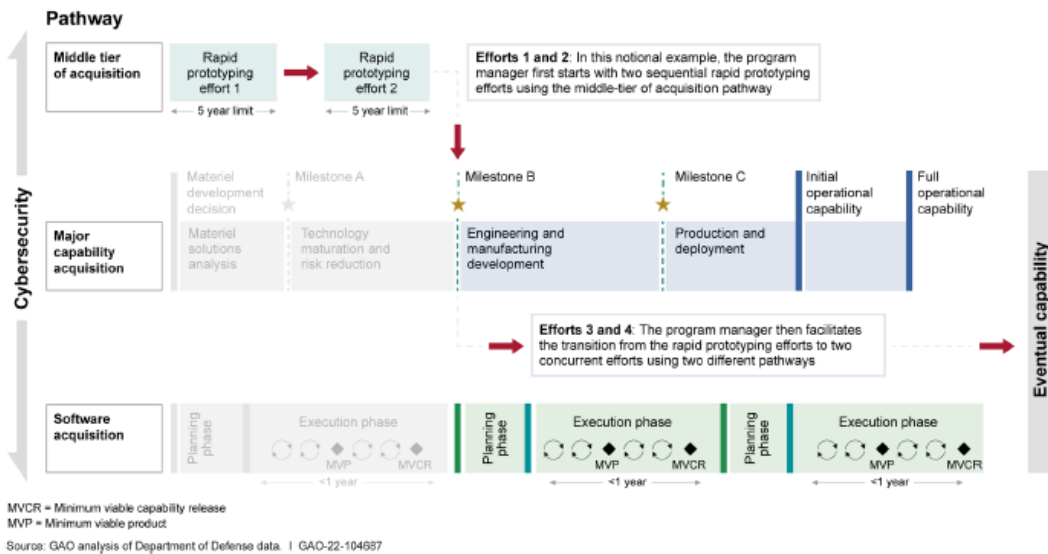 Pathway
Cybersecurity
Middle tier
of acquisition
Rapid
prototyping
effort 1
5 year limit
Rapid
prototyping
effort 2
5 year limit
Efforts 1 and 2: In this notional example, the program
manager first starts with two sequential rapid prototyping
efforts using the middle-tier of acquisition pathway
Major
capability
acquisition
Materiel
development
decision
Milestone A
Milestone B
Milestone C
Initial
operational
capability
Full
operational
capability
Materiel
solutions
analysis
Technology
maturation and
risk reduction
Engineering and
manufacturing
development
Production and
deployment
Efforts 3 and 4: The program manager then facilitates
the transition from the rapid prototyping efforts to two
concurrent efforts using two different pathways
Eventual capability
Software
acquisition
Planning
phase
Execution phase
MVP
MVCR
<1 year
Planning
phase
Execution phase
MVP
MVCR
<1 year
Planning
phase
Execution phase
MVP
MVCR
<1 year
MVCR = Minimum viable capability release
MVP = Minimum viable product
Source: GAO analysis of Department of Defense data. | GAO-22-104687